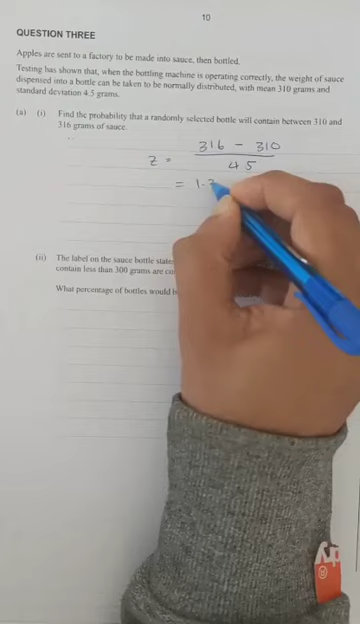 10
QUESTION THREE
Apples are sent to a factory to be made into sauce, then bottled.
Testing has shown that, when the bottling machine is operating correctly, the weight of sauce
dispensed into a bottle can be taken to be normally distributed, with mean 310 grams and
standard deviation 4.5 grams.
(a) (i) Find the probability that a randomly selected bottle will contain between 310 and
316 grams of sauce.
316 - 310
z =
4.5
= 1.3
(ii) The label on the sauce bottle states
contain less than 300 grams are
What percentage of bottles would